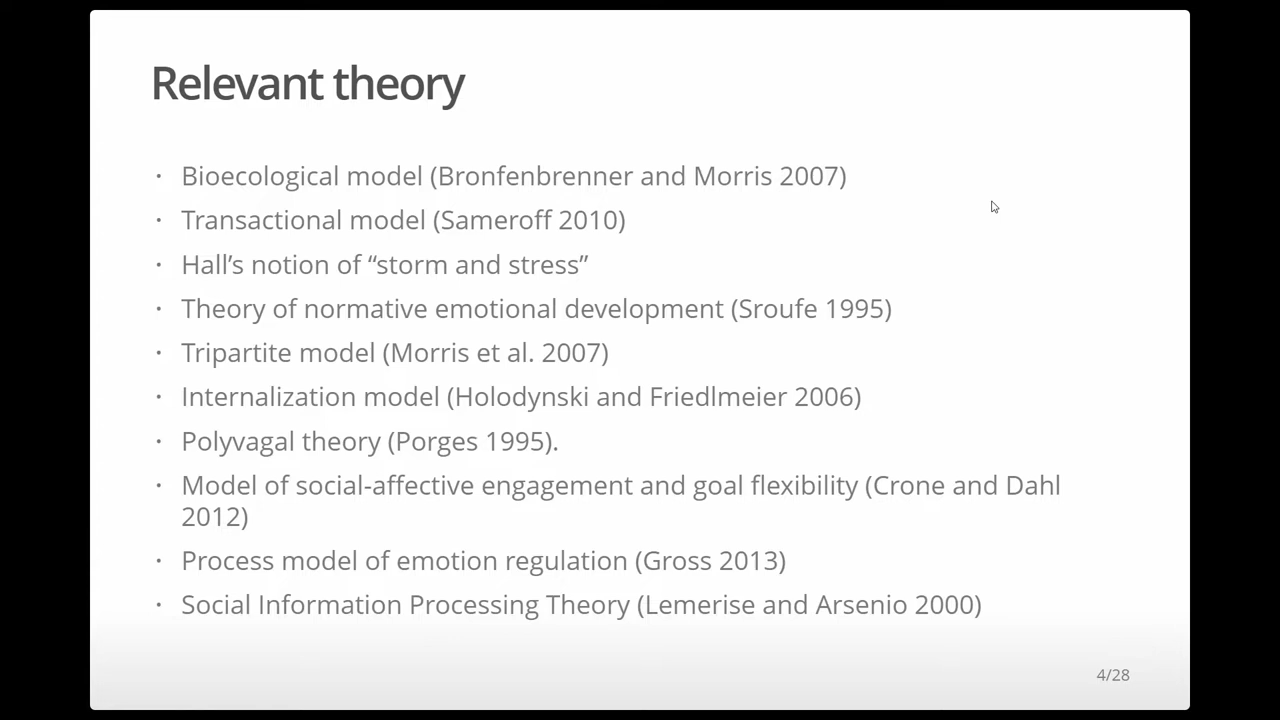 Relevant theory
· Bioecological model (Bronfenbrenner and Morris 2007)
· Transactional model (Sameroff 2010)
· Hall’s notion of “storm and stress”
· Theory of normative emotional development (Sroufe 1995)
· Tripartite model (Morris et al. 2007)
· Internalization model (Holodynski and Friedlmeier 2006)
· Polyvagal theory (Porges 1995).
· Model of social-affective engagement and goal flexibility (Crone and Dahl
2012)
· Process model of emotion regulation (Gross 2013)
· Social Information Processing Theory (Lemerise and Arsenio 2000)
4/28